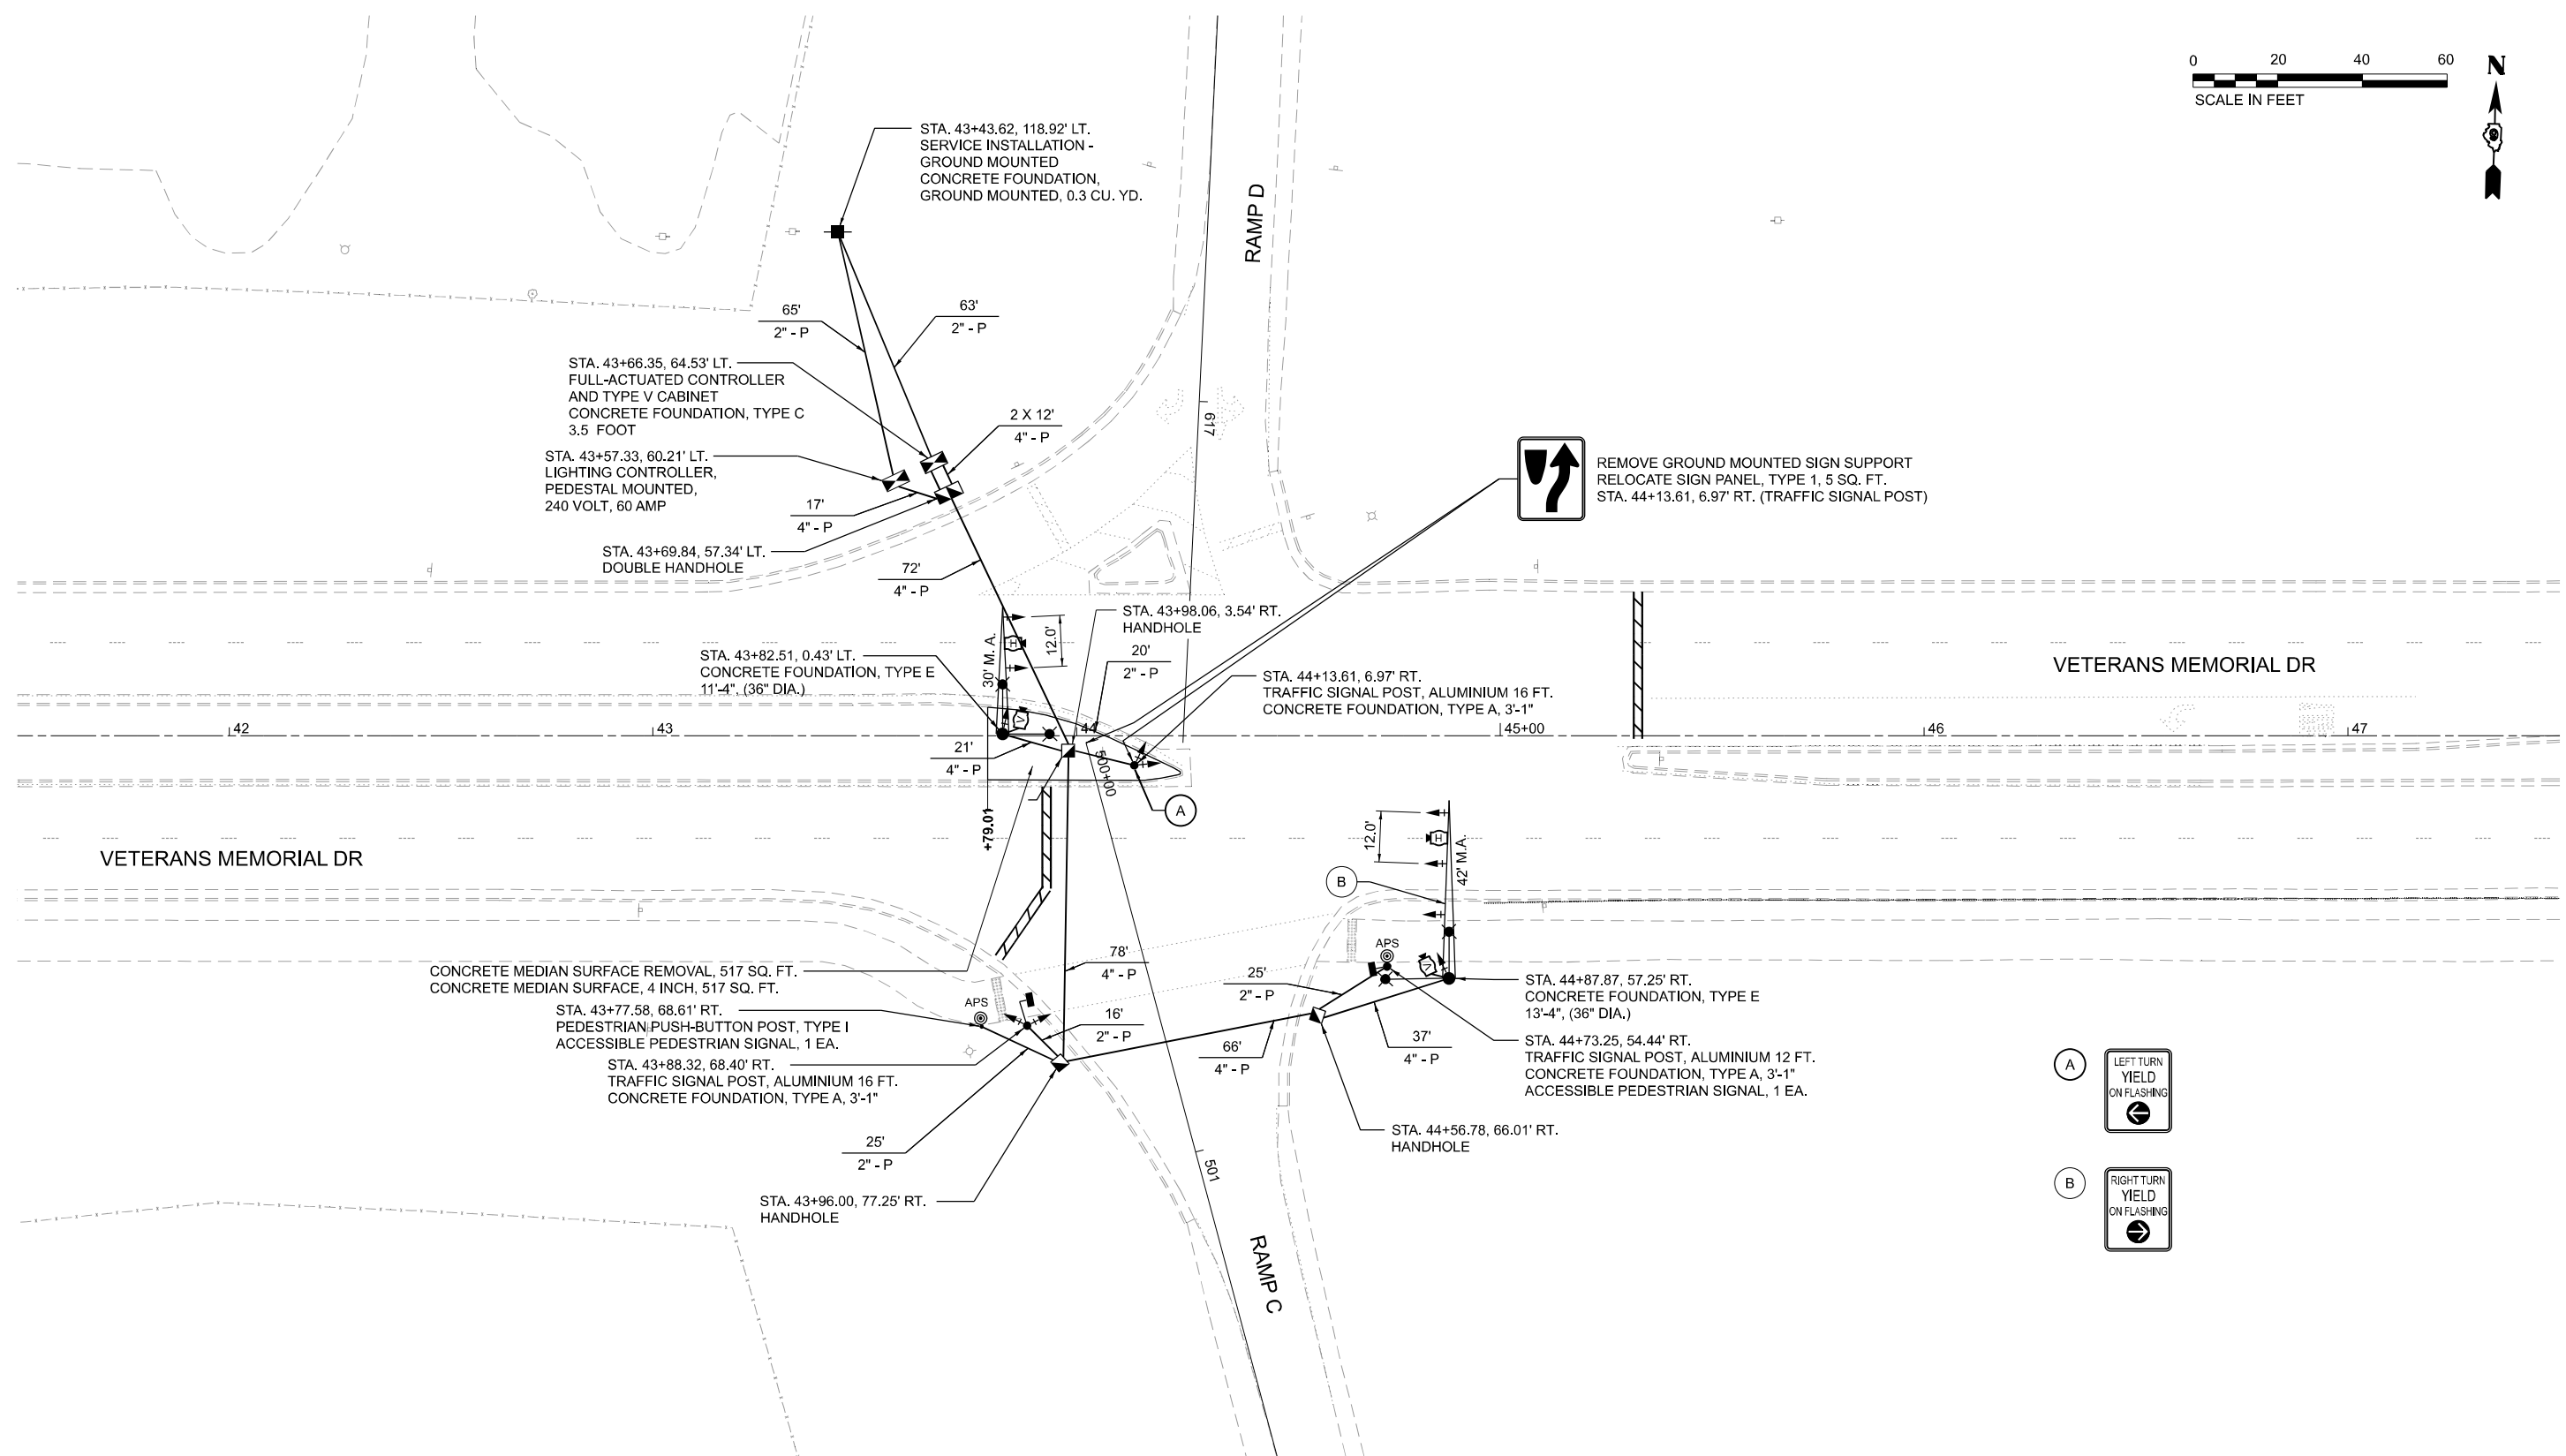 0 20 40 60
SCALE IN FEET
N
STA. 43+43.62, 118.92' LT.
SERVICE INSTALLATION -
GROUND MOUNTED
CONCRETE FOUNDATION,
GROUND MOUNTED, 0.3 CU. YD.
RAMP D
65'
2" - P
63'
2" - P
STA. 43+66.35, 64.53' LT.
FULL-ACTUATED CONTROLLER
AND TYPE V CABINET
CONCRETE FOUNDATION, TYPE C
3.5 FOOT
2 X 12'
4" - P
617
STA. 43+57.33, 60.21' LT.
LIGHTING CONTROLLER,
PEDESTAL MOUNTED,
240 VOLT, 60 AMP
17'
4" - P
REMOVE GROUND MOUNTED SIGN SUPPORT
RELOCATE SIGN PANEL, TYPE 1, 5 SQ. FT.
STA. 44+13.61, 6.97' RT. (TRAFFIC SIGNAL POST)
STA. 43+69.84, 57.34' LT.
DOUBLE HANDHOLE
72'
4" - P
STA. 43+98.06, 3.54' RT.
HANDHOLE
30' M. A.
H
12.0'
20'
2" - P
STA. 43+82.51, 0.43' LT.
CONCRETE FOUNDATION, TYPE E
11'-4", (36" DIA.)
STA. 44+13.61, 6.97' RT.
TRAFFIC SIGNAL POST, ALUMINIUM 16 FT.
CONCRETE FOUNDATION, TYPE A, 3'-1"
VETERANS MEMORIAL DR
V
42 43 44 45+00 46 47
21'
4" - P
500+00
A
+79.01
VETERANS MEMORIAL DR
12.0'
H
42' M.A.
B
CONCRETE MEDIAN SURFACE REMOVAL, 517 SQ. FT.
CONCRETE MEDIAN SURFACE, 4 INCH, 517 SQ. FT.
78'
4" - P
APS
V
25'
2" - P
STA. 44+87.87, 57.25' RT.
CONCRETE FOUNDATION, TYPE E
13'-4", (36" DIA.)
APS
STA. 43+77.58, 68.61' RT.
PEDESTRIAN PUSH-BUTTON POST, TYPE I
ACCESSIBLE PEDESTRIAN SIGNAL, 1 EA.
16'
2" - P
66'
4" - P
37'
4" - P
STA. 44+73.25, 54.44' RT.
TRAFFIC SIGNAL POST, ALUMINIUM 12 FT.
CONCRETE FOUNDATION, TYPE A, 3'-1"
ACCESSIBLE PEDESTRIAN SIGNAL, 1 EA.
STA. 43+88.32, 68.40' RT.
TRAFFIC SIGNAL POST, ALUMINIUM 16 FT.
CONCRETE FOUNDATION, TYPE A, 3'-1"
A
LEFT TURN
YIELD
ON FLASHING
25'
2" - P
STA. 44+56.78, 66.01' RT.
HANDHOLE
501
B
RIGHT TURN
YIELD
ON FLASHING
STA. 43+96.00, 77.25' RT.
HANDHOLE
RAMP C